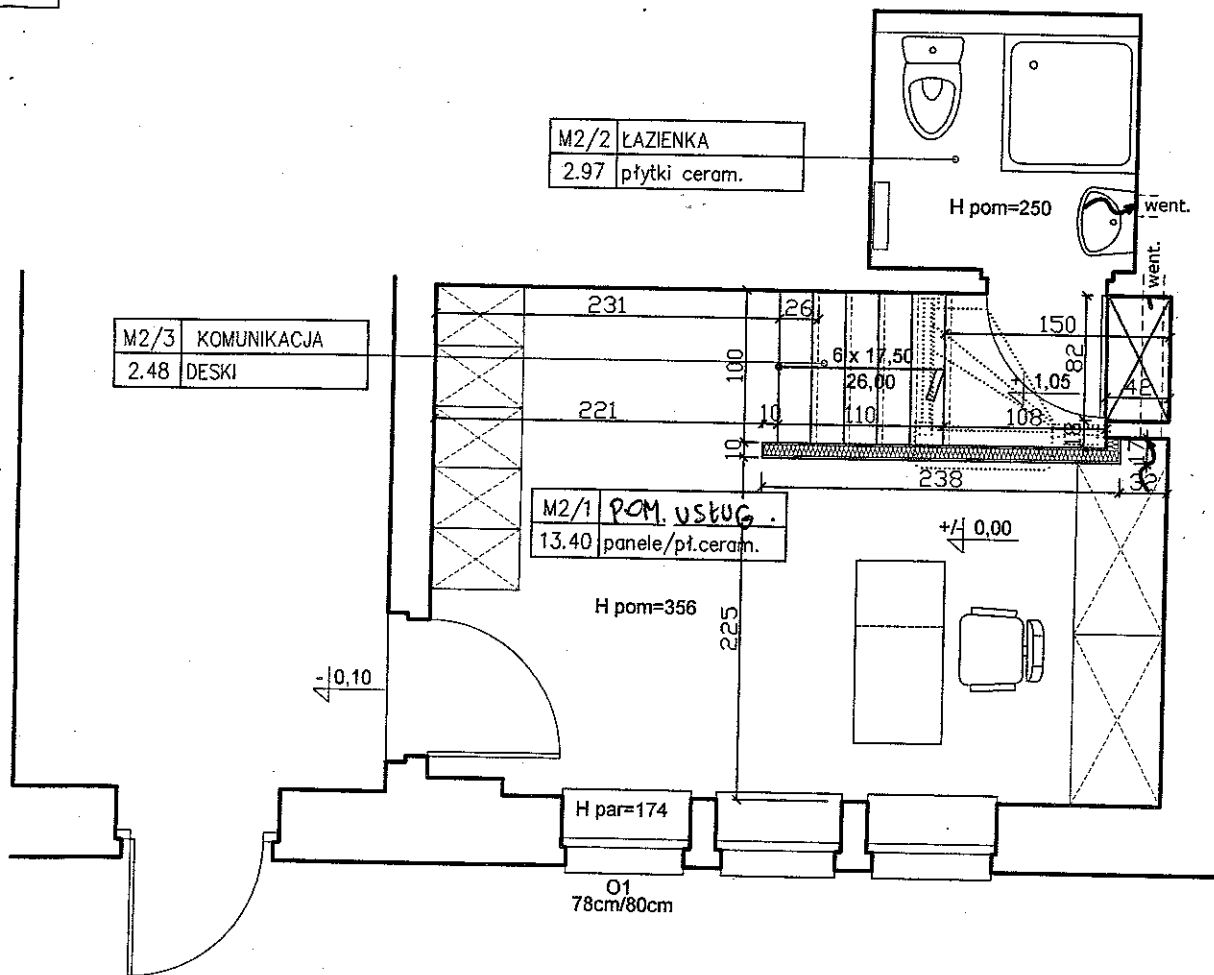 M2/2 ŁAZIENKA
2.97 płytki ceram.
H pom=250
went.
went.
M2/3 KOMUNIKACJA
2.48 DESKI
231
26
150
100
6 x 17,50
26,00
82
+ 1,05
42
221
10
110
108
18
10
17
238
32
M2/1 POM. USŁUG.
13.40 panele/pł.ceram.
+/- 0,00
H pom=356
225
- 0,10
H par=174
O1
78cm/80cm